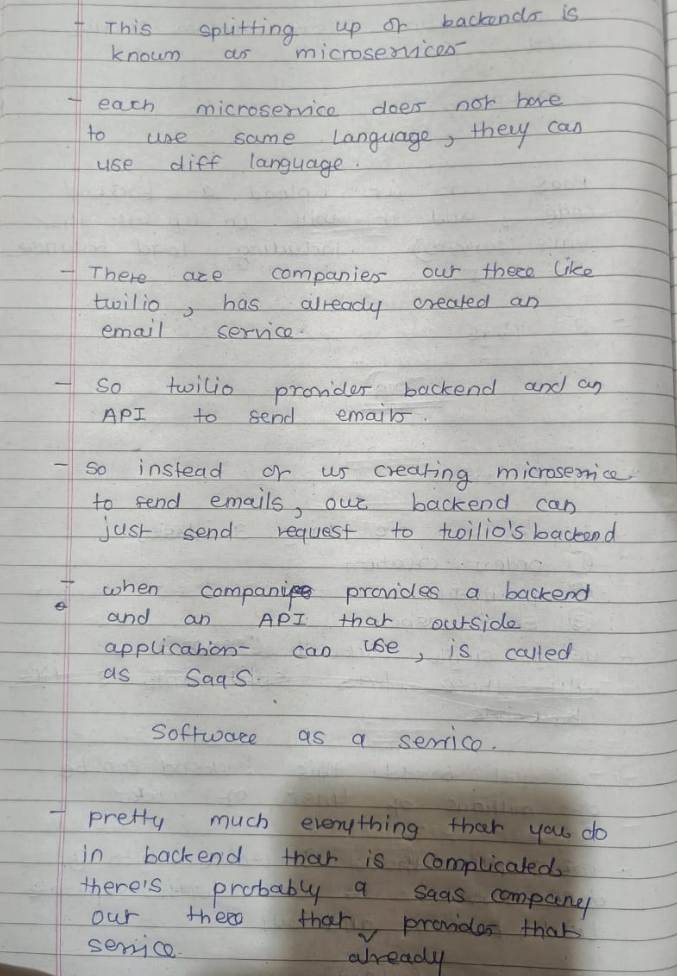 - This splitting up of backends is
known as microservices
- each microservice does not have
to use same language, they can
use diff language.
- There are companies out there like
twilio, has already created an
email service.
- So twilio provides backend and an
API to send emails.
- so instead of us creating microservice
to send emails, our backend can
just send request to twilio's backend
- when companies provides a backend
and an API that outside
application can use, is called
as SaaS.
Software as a service.
- pretty much everything that you do
in backend that is complicated,
there's probably a saas company
out there that provides that
service. already